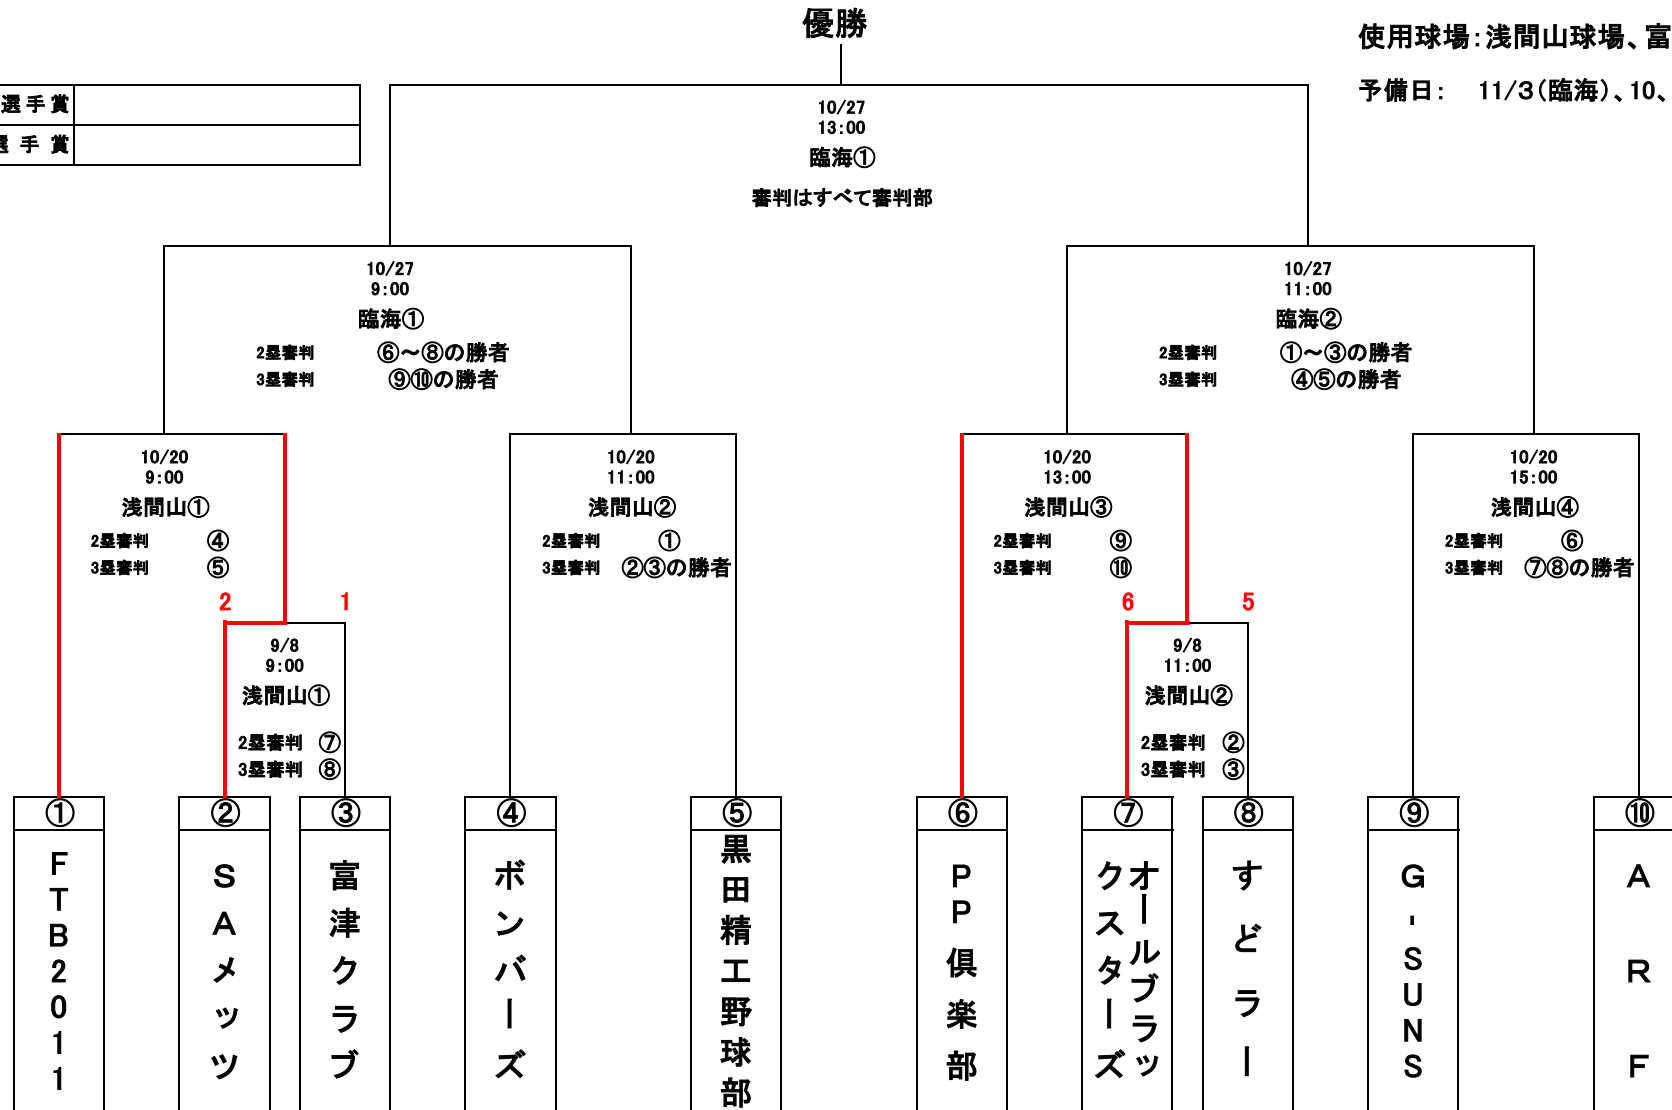 優勝
使用球場：浅間山球場、富
予備日：　11/3（臨海）、10、
選手賞
選手賞
10/27
13:00
臨海①
審判はすべて審判部
10/27
9:00
臨海①
2塁審判　⑥～⑧の勝者
3塁審判　⑨⑩の勝者
10/27
11:00
臨海②
2塁審判　①～③の勝者
3塁審判　④⑤の勝者
10/20
9:00
浅間山①
2塁審判　④
3塁審判　⑤
10/20
11:00
浅間山②
2塁審判　①
3塁審判　②③の勝者
10/20
13:00
浅間山③
2塁審判　⑨
3塁審判　⑩
10/20
15:00
浅間山④
2塁審判　⑥
3塁審判　⑦⑧の勝者
2　1
9/8
9:00
浅間山①
2塁審判　⑦
3塁審判　⑧
6　5
9/8
11:00
浅間山②
2塁審判　②
3塁審判　③
①
FTB2011
②
SAメッツ
③
富津クラブ
④
ボンバーズ
⑤
黒田精工野球部
⑥
PP倶楽部
⑦
オールブラッ
クスターズ
⑧
すどラー
⑨
G-SUNS
⑩
ARF